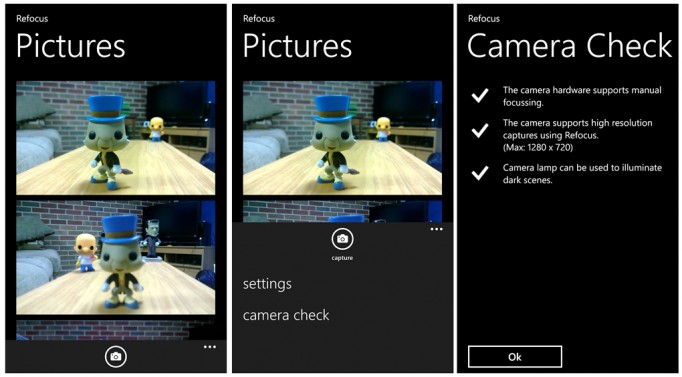 Refocus
Pictures
Refocus
Pictures
capture
settings
camera check
Refocus
Camera Check
The camera hardware supports manual
focussing.
The camera supports high resolution
captures using Refocus.
(Max: 1280 x 720)
Camera lamp can be used to illuminate
dark scenes.
Ok